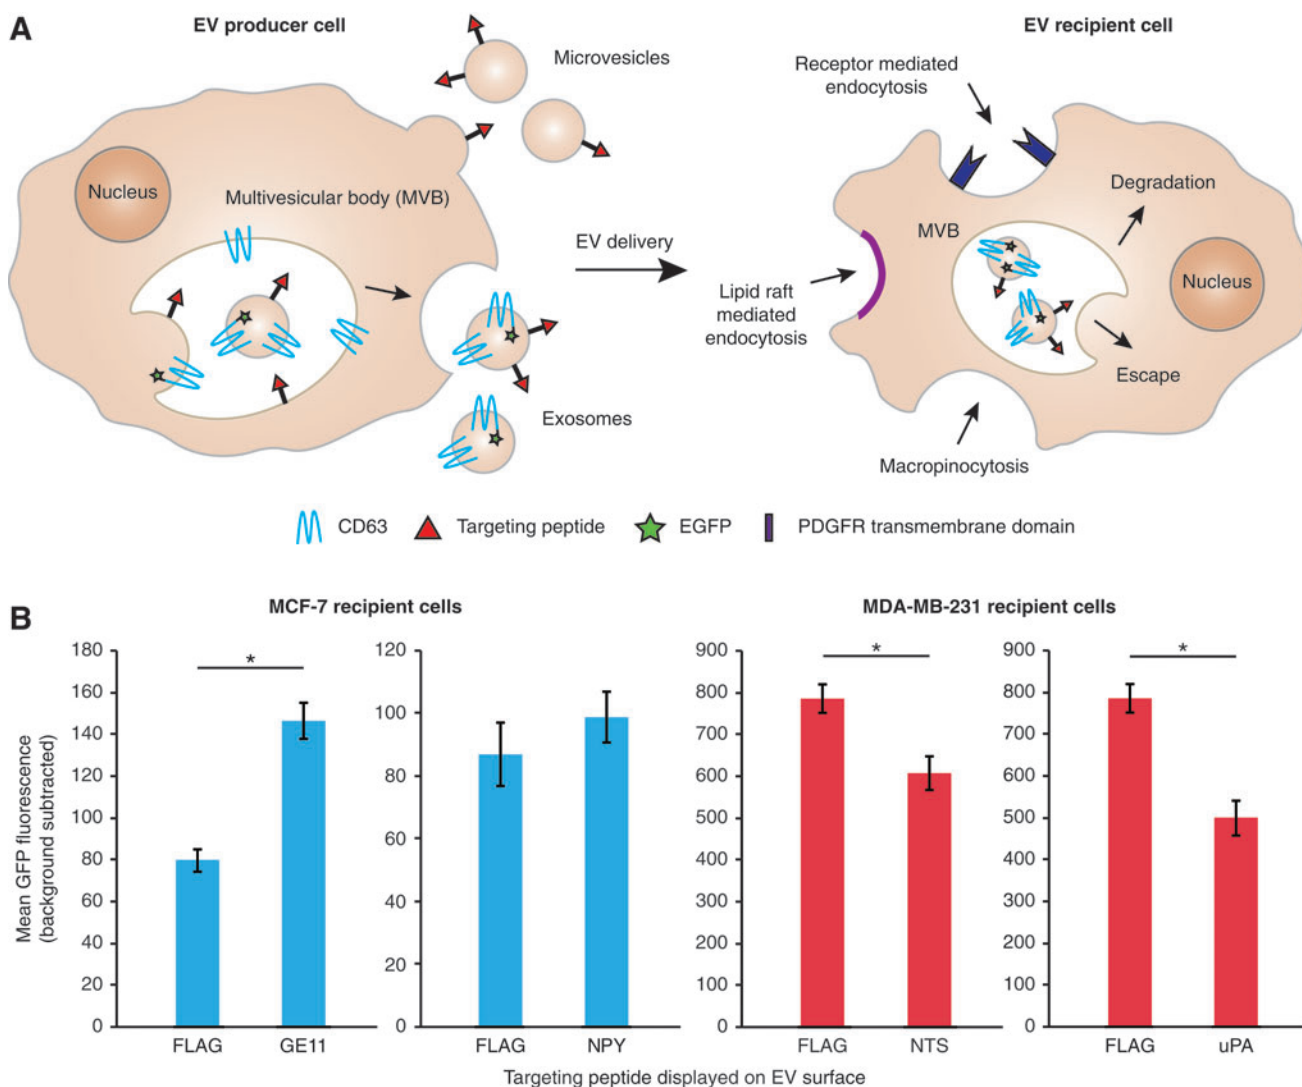 A
EV producer cell
EV recipient cell
Microvesicles
Receptor mediated
endocytosis
Nucleus
Multivesicular body (MVB)
EV delivery
Exosomes
Lipid raft
mediated
endocytosis
MVB
Degradation
Nucleus
Escape
Macropinocytosis
CD63
Targeting peptide
EGFP
PDGFR transmembrane domain
B
MCF-7 recipient cells
MDA-MB-231 recipient cells
Mean GFP fluorescence
(background subtracted)
180
160
140
120
100
80
60
40
20
0
*
FLAG GE11
120
100
80
60
40
20
0
FLAG NPY
900
800
700
600
500
400
300
200
100
0
*
FLAG NTS
900
800
700
600
500
400
300
200
100
0
*
FLAG uPA
Targeting peptide displayed on EV surface